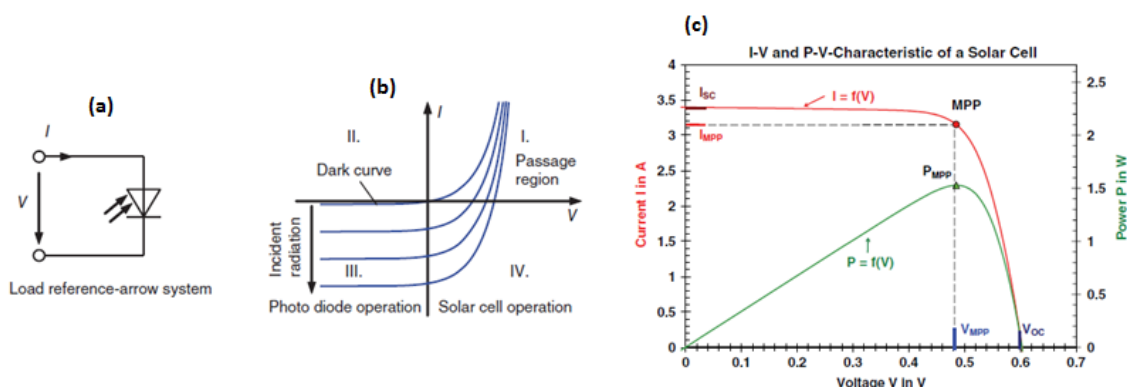 (a)
I
V
Load reference-arrow system
(b)
I
II.
I.
Dark curve
Passage
region
V
Incident
radiation
III.
IV.
Photo diode operation
Solar cell operation
(c)
I-V and P-V-Characteristic of a Solar Cell
4
3.5
3
2.5
2
1.5
1
0.5
0
Current I in A
ISC
IMPP
I = f(V)
MPP
PMPP
P = f(V)
VMPP
VOC
2.5
2
1.5
1
0.5
0
Power P in W
0 0.1 0.2 0.3 0.4 0.5 0.6 0.7
Voltage V in V